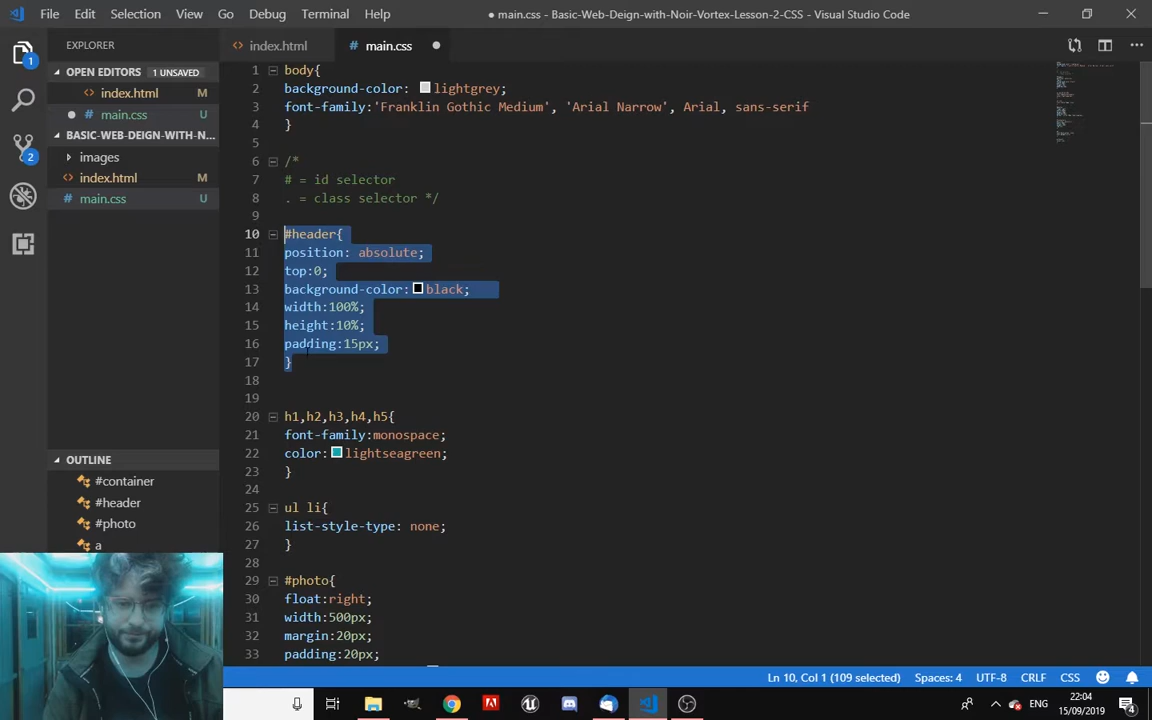 File Edit Selection View Go Debug Terminal Help
● main.css - Basic-Web-Deign-with-Noir-Vortex-Lesson-2-CSS - Visual Studio Code
EXPLORER
OPEN EDITORS 1 UNSAVED
index.html M
main.css U
BASIC-WEB-DEIGN-WITH-N...
images
index.html M
main.css U
OUTLINE
#container
#header
#photo
a
1
2
index.html
main.css
1 body{
2 background-color: lightgrey;
3 font-family:'Franklin Gothic Medium', 'Arial Narrow', Arial, sans-serif
4 }
5
6 /*
7 # = id selector
8 . = class selector */
9
10 #header{
11 position: absolute;
12 top:0;
13 background-color: black;
14 width:100%;
15 height:10%;
16 padding:15px;
17 }
18
19
20 h1,h2,h3,h4,h5{
21 font-family:monospace;
22 color: lightseagreen;
23 }
24
25 ul li{
26 list-style-type: none;
27 }
28
29 #photo{
30 float:right;
31 width:500px;
32 margin:20px;
33 padding:20px;
Ln 10, Col 1 (109 selected) Spaces: 4 UTF-8 CRLF CSS
ENG
22:04
15/09/2019
4